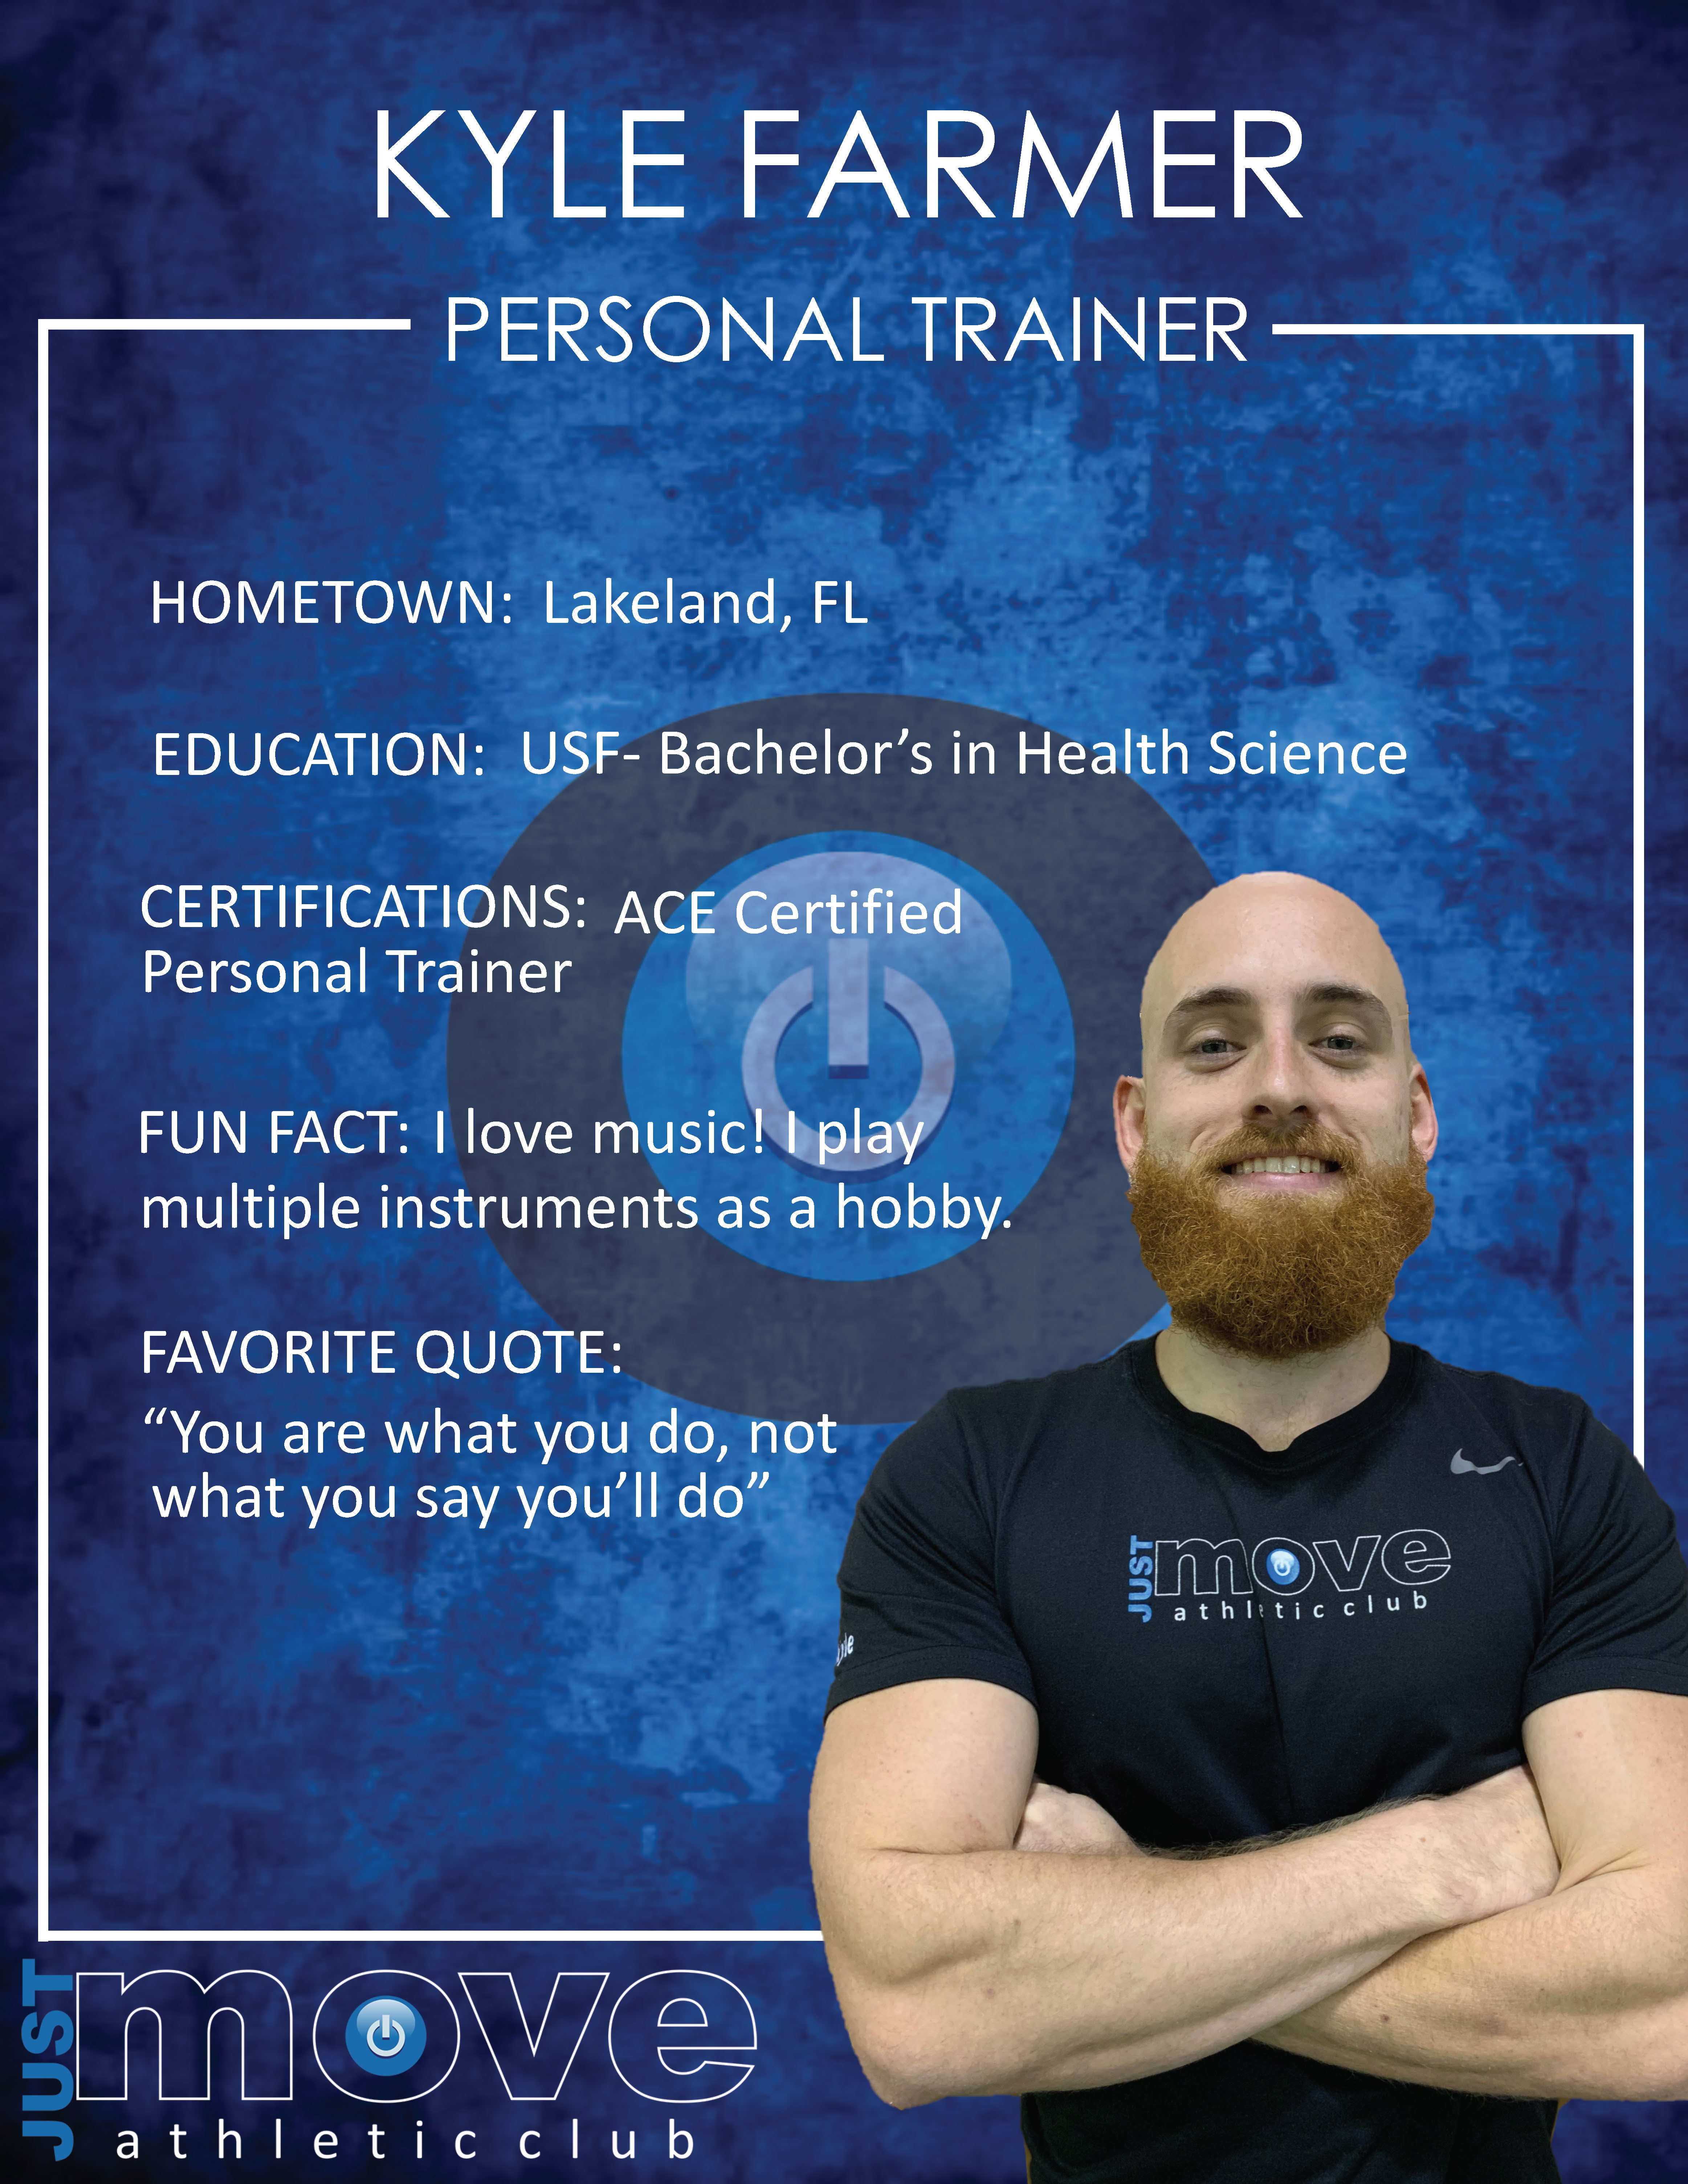 KYLE FARMER
PERSONAL TRAINER
HOMETOWN: Lakeland, FL
EDUCATION: USF- Bachelor’s in Health Science
CERTIFICATIONS: ACE Certified
Personal Trainer
FUN FACT: I love music! I play
multiple instruments as a hobby.
FAVORITE QUOTE:
“You are what you do, not
what you say you’ll do”
JUST move
athletic club
JUST move
athletic club